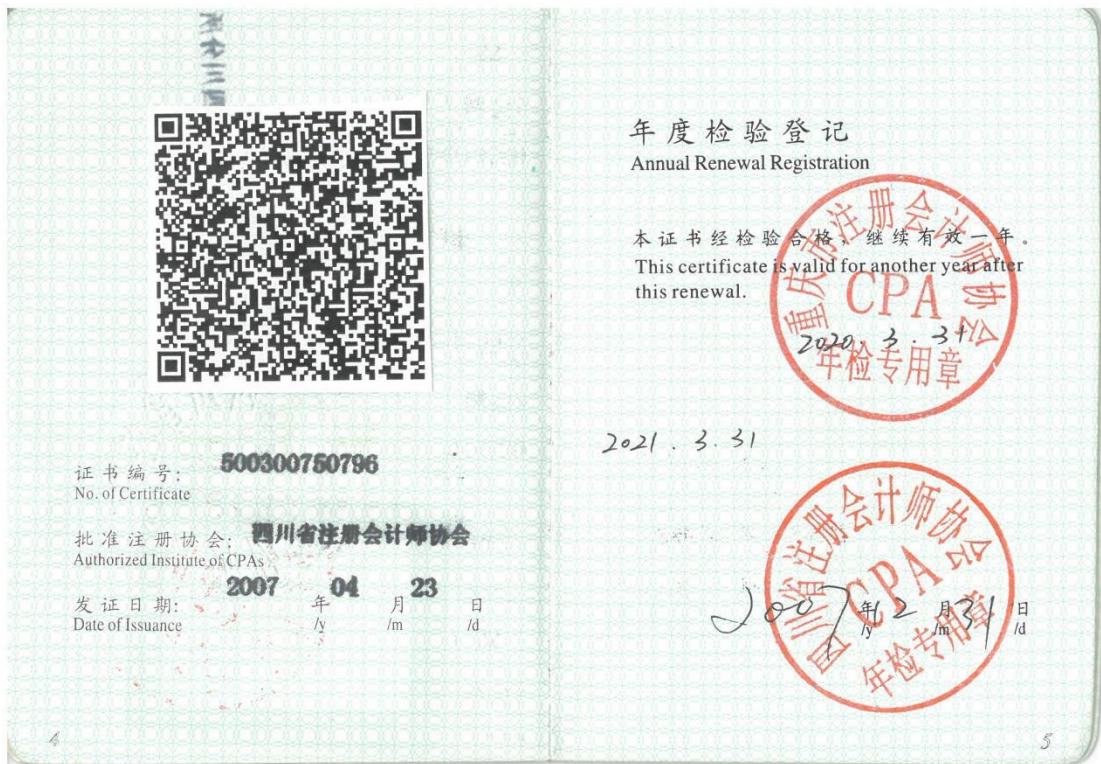 证书编号: 500300750796
No. of Certificate
批准注册协会: 四川省注册会计师协会
Authorized Institute of CPAs
发证日期: 2007 年 04 月 23 日
Date of Issuance /y /m /d
4
年度检验登记
Annual Renewal Registration
本证书经检验合格，继续有效一年。
This certificate is valid for another year after
this renewal.
重庆市注册会计师协会
CPA
2020.3.31
年检专用章
2021.3.31
四川省注册会计师协会
CPA
2007 年 12 月 31 日
/y /m /d
年检专用章
5